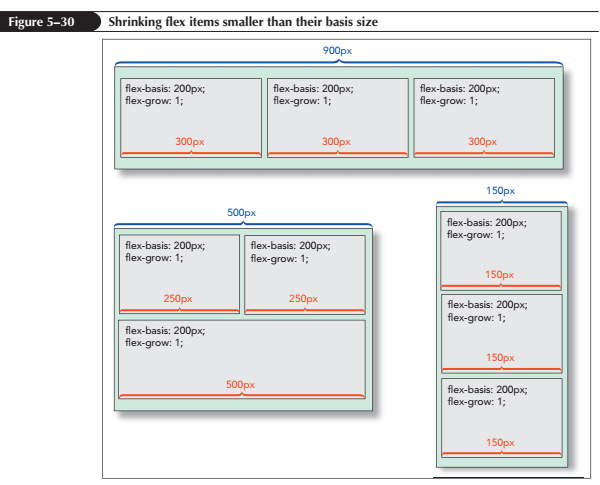 Figure 5–30 Shrinking flex items smaller than their basis size
900px
flex-basis: 200px; flex-basis: 200px; flex-basis: 200px;
flex-grow: 1; flex-grow: 1; flex-grow: 1;
300px 300px 300px
500px
flex-basis: 200px; flex-basis: 200px;
flex-grow: 1; flex-grow: 1;
250px 250px
flex-basis: 200px;
flex-grow: 1;
500px
150px
flex-basis: 200px;
flex-grow: 1;
150px
flex-basis: 200px;
flex-grow: 1;
150px
flex-basis: 200px;
flex-grow: 1;
150px